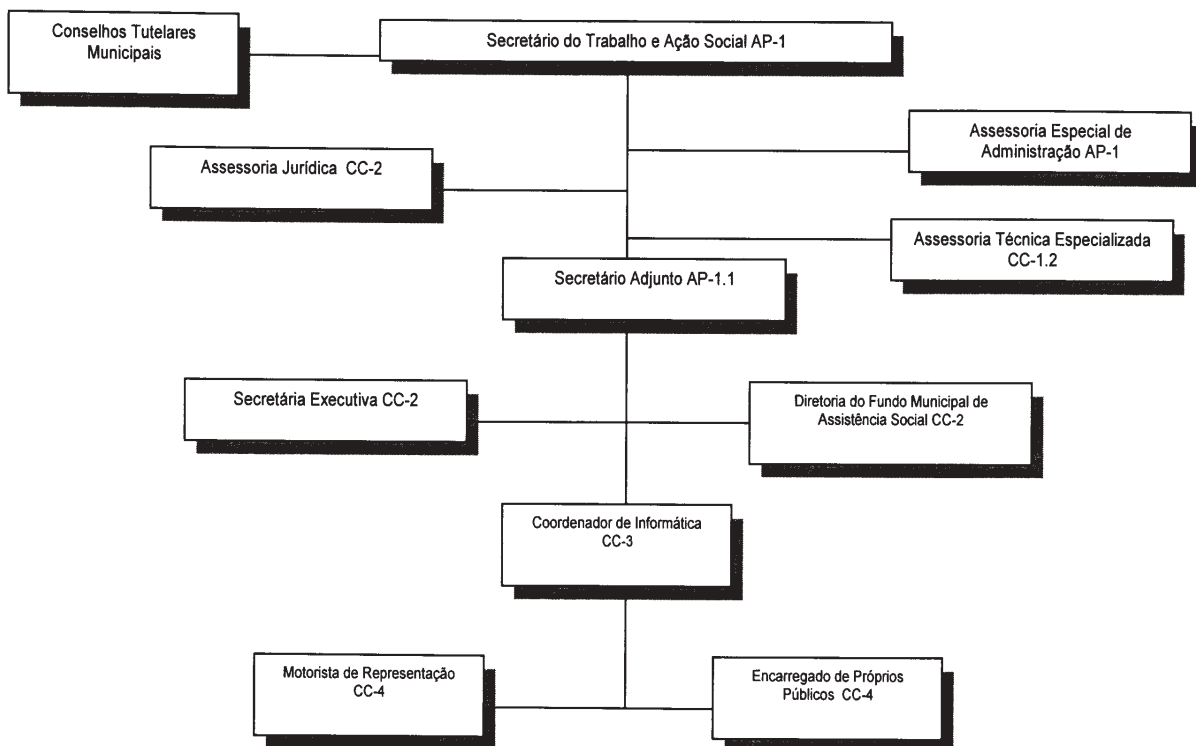 Conselhos Tutelares
Municipais
Secretário do Trabalho e Ação Social AP-1
Assessoria Especial de
Administração AP-1
Assessoria Jurídica CC-2
Assessoria Técnica Especializada
CC-1.2
Secretário Adjunto AP-1.1
Secretária Executiva CC-2
Diretoria do Fundo Municipal de
Assistência Social CC-2
Coordenador de Informática
CC-3
Motorista de Representação
CC-4
Encarregado de Próprios
Públicos CC-4